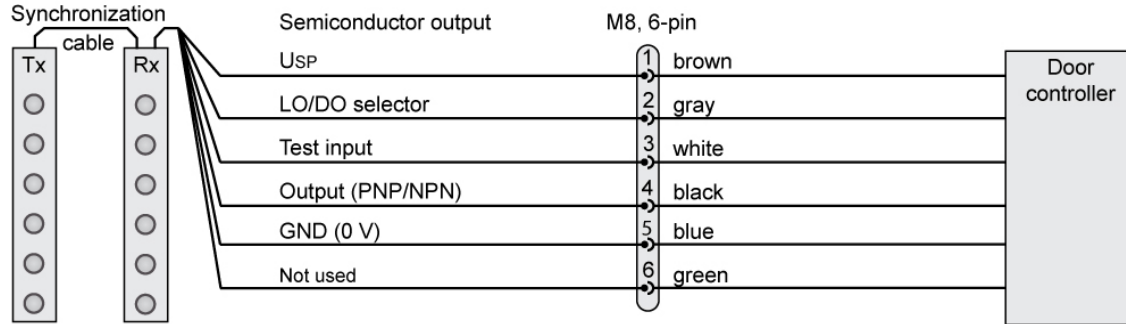 Synchronization
cable
Semiconductor output
M8, 6-pin
Tx
Rx
USP
1
brown
LO/DO selector
2
gray
Test input
3
white
Output (PNP/NPN)
4
black
GND (0 V)
5
blue
Not used
6
green
Door
controller